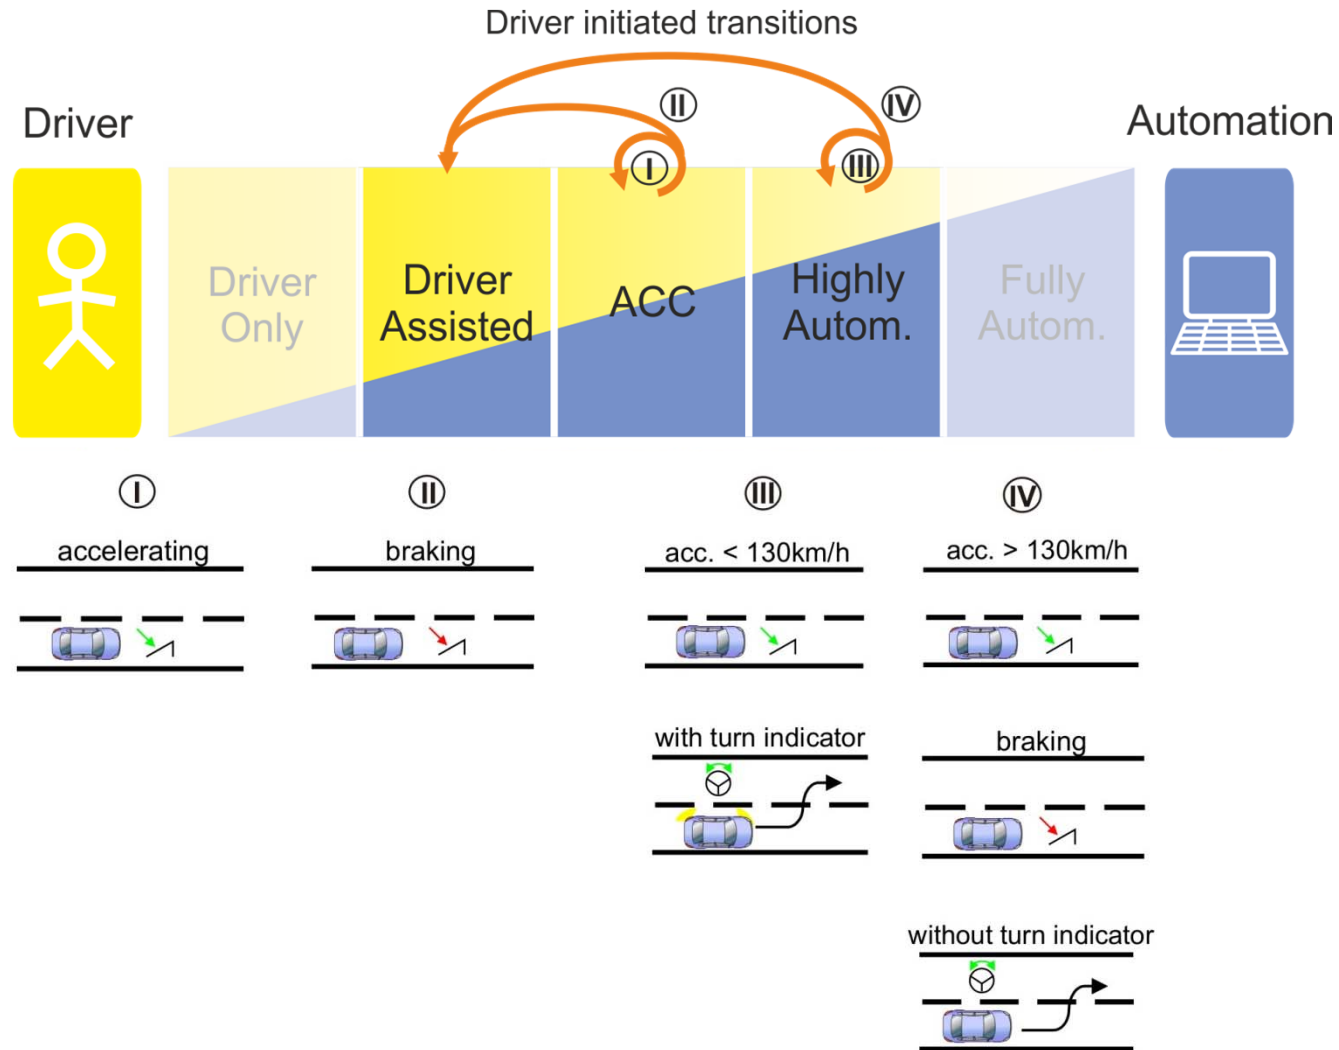 Driver initiated transitions
Driver
Automation
II
IV
I
III
Driver
Only
Driver
Assisted
ACC
Highly
Autom.
Fully
Autom.
I
II
III
IV
accelerating
braking
acc. < 130km/h
acc. > 130km/h
with turn indicator
braking
without turn indicator